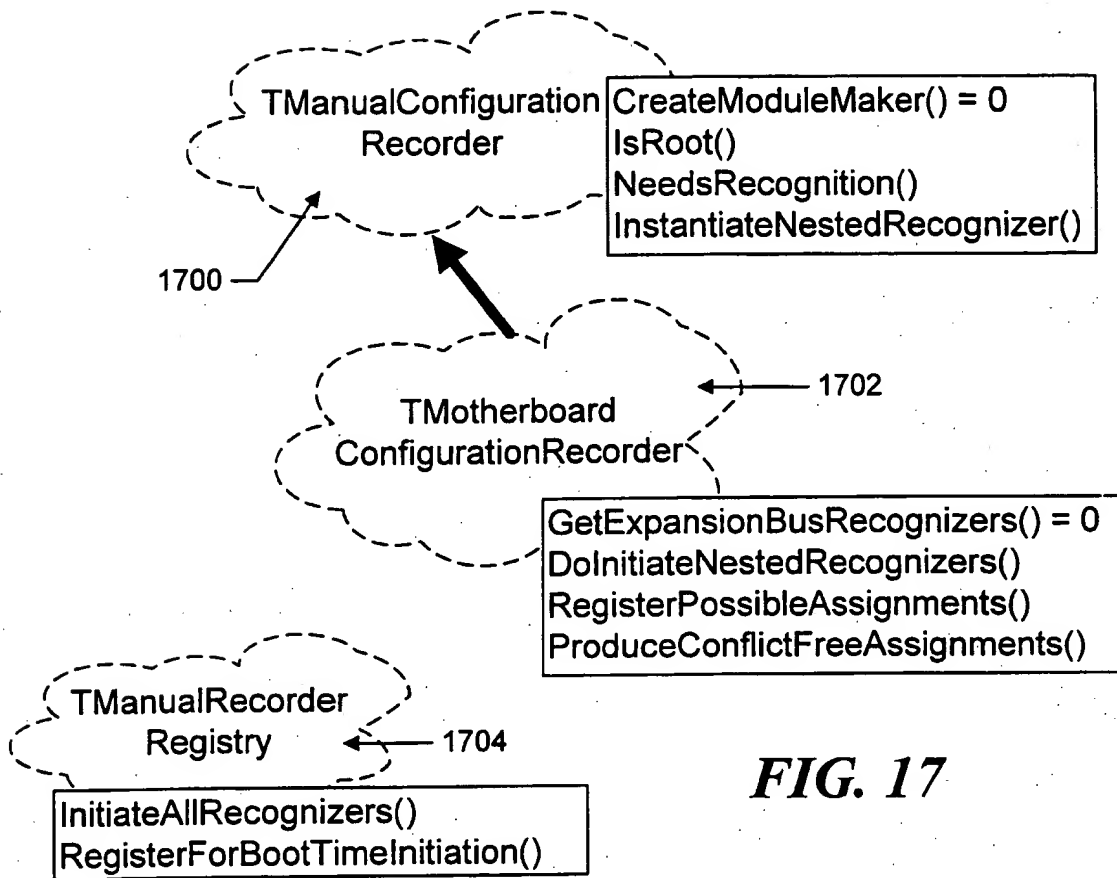 TManualConfiguration
Recorder
CreateModuleMaker() = 0
IsRoot()
NeedsRecognition()
InstantiateNestedRecognizer()
1700
TMotherboard
ConfigurationRecorder
1702
GetExpansionBusRecognizers() = 0
DoInitiateNestedRecognizers()
RegisterPossibleAssignments()
ProduceConflictFreeAssignments()
TManualRecorder
Registry
1704
InitiateAllRecognizers()
RegisterForBootTimeInitiation()
FIG. 17